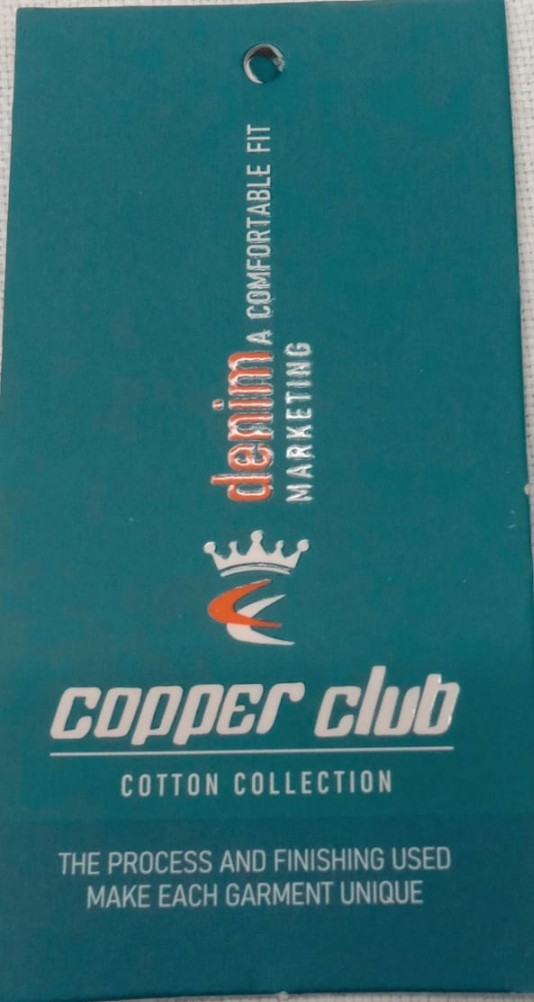 denim A COMFORTABLE FIT
MARKETING
copper club
COTTON COLLECTION
THE PROCESS AND FINISHING USED
MAKE EACH GARMENT UNIQUE